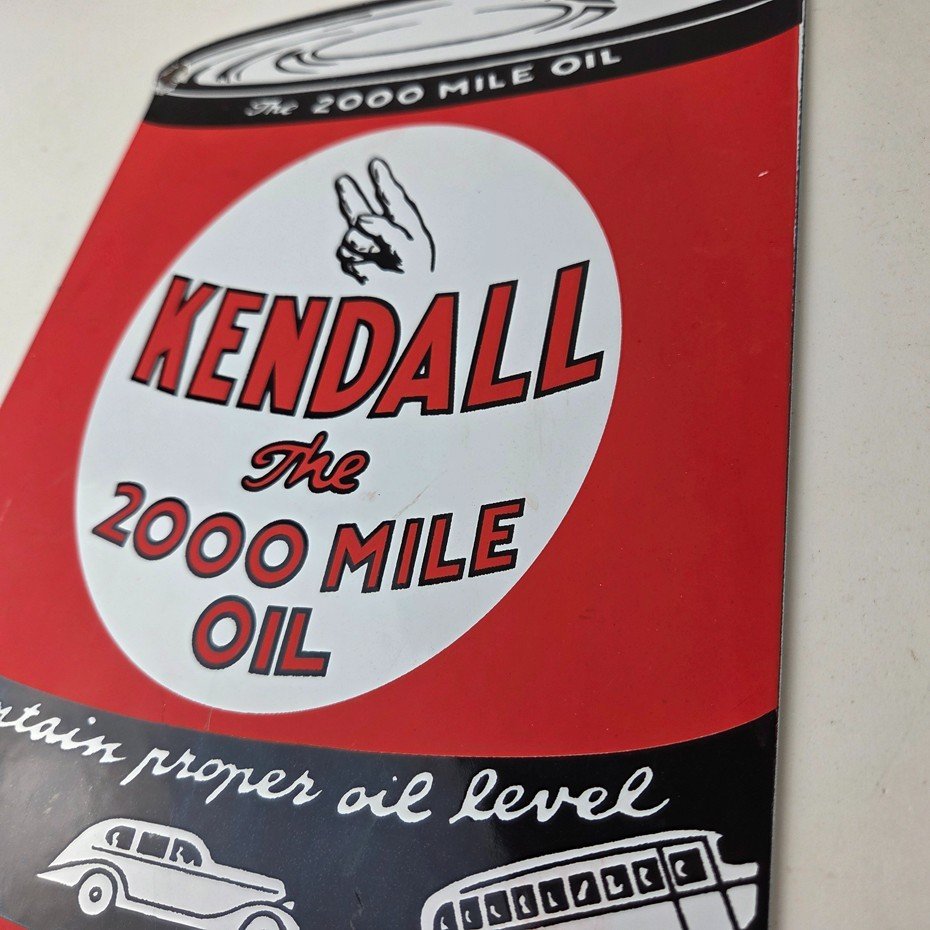 The 2000 MILE OIL
KENDALL
The
2000 MILE
OIL
proper oil level